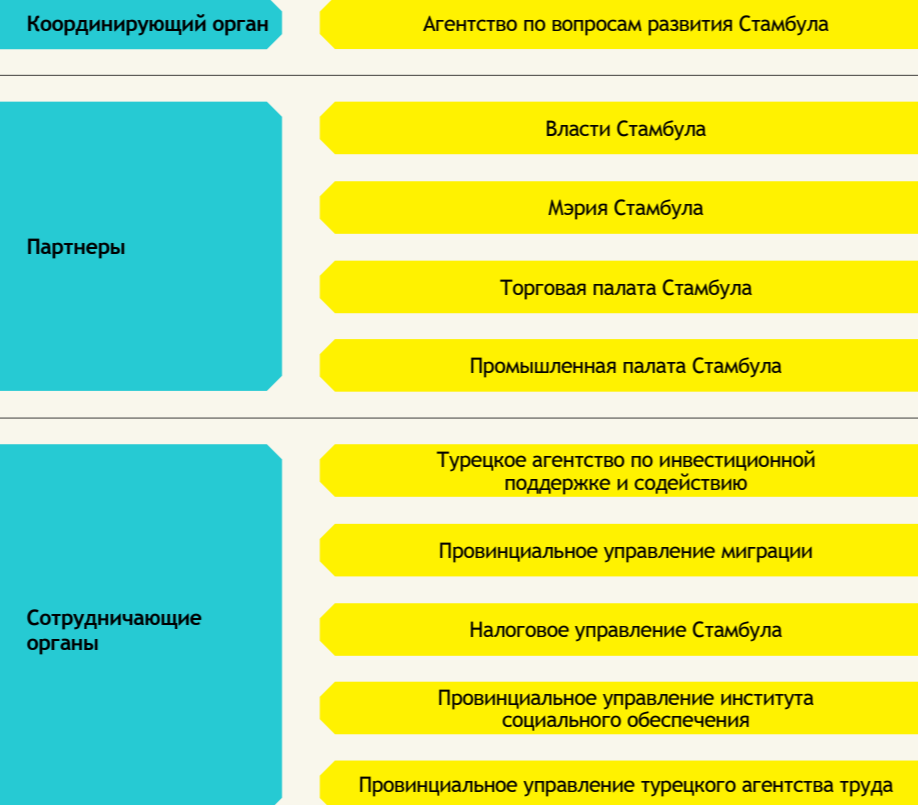 Координирующий орган
Агентство по вопросам развития Стамбула
Партнеры
Власти Стамбула
Мэрия Стамбула
Торговая палата Стамбула
Промышленная палата Стамбула
Сотрудничающие
органы
Турецкое агентство по инвестиционной
поддержке и содействию
Провинциальное управление миграции
Налоговое управление Стамбула
Провинциальное управление института
социального обеспечения
Провинциальное управление турецкого агентства труда